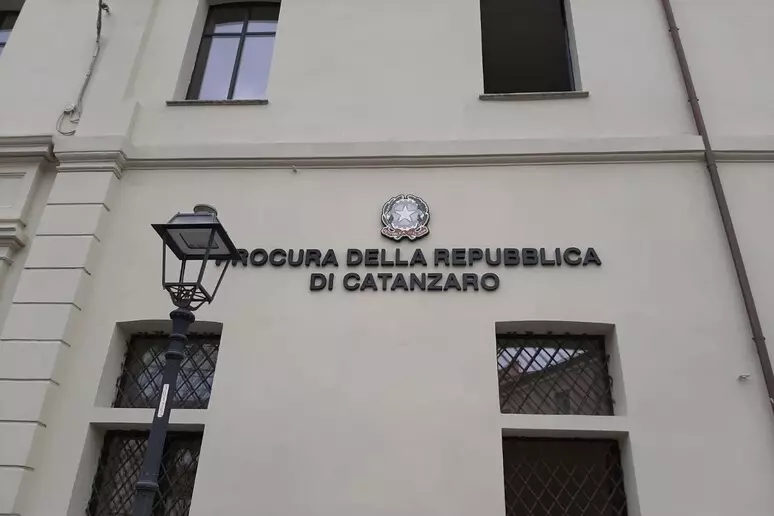 PROCURA DELLA REPUBBLICA
DI CATANZARO